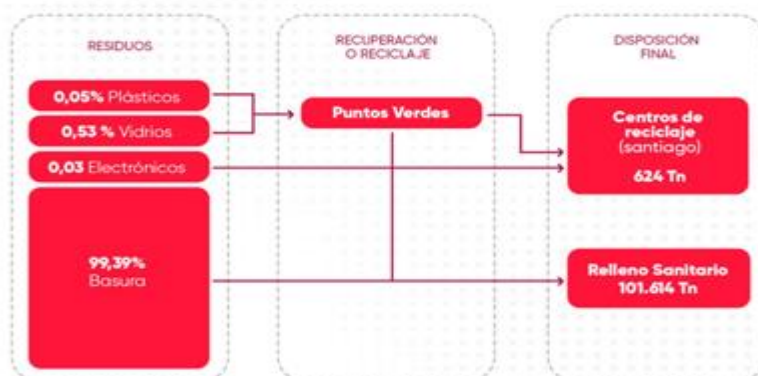 RESIDUOS
0,05% Plásticos
0,53 % Vidrios
0,03 Electrónicos
99,39%
Basura
RECUPERACIÓN
O RECICLAJE
Puntos Verdes
DISPOSICIÓN
FINAL
Centros de
reciclaje
(santiago)
624 Tn
Relleno Sanitario
101.614 Tn